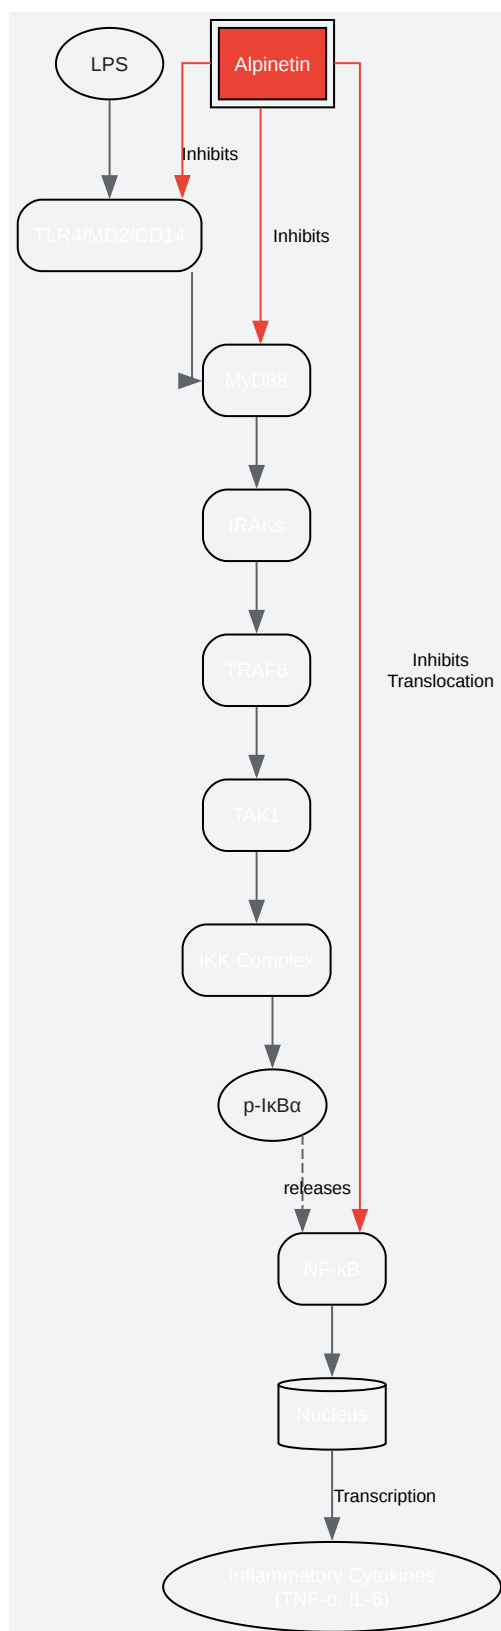 LPS
Alpinetin
Inhibits
TLR4/MD2/CD14
Inhibits
MyD88
IRAKs
TRAF6
Inhibits
Translocation
TAK1
IKK Complex
p-IκBα
releases
NF-κB
Nucleus
Transcription
Inflammatory Cytokines
(TNF-α, IL-6)